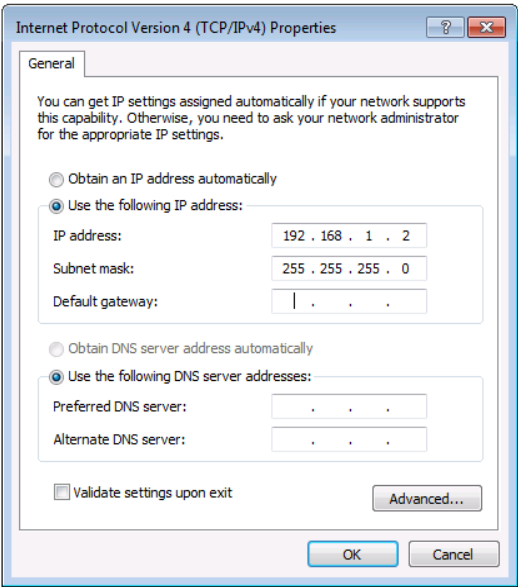 Internet Protocol Version 4 (TCP/IPv4) Properties
?
General
You can get IP settings assigned automatically if your network supports
this capability. Otherwise, you need to ask your network administrator
for the appropriate IP settings.
Obtain an IP address automatically
Use the following IP address:
IP address: 192 . 168 . 1 . 2
Subnet mask: 255 . 255 . 255 . 0
Default gateway: . . .
Obtain DNS server address automatically
Use the following DNS server addresses:
Preferred DNS server: . . .
Alternate DNS server: . . .
Validate settings upon exit
Advanced...
OK Cancel